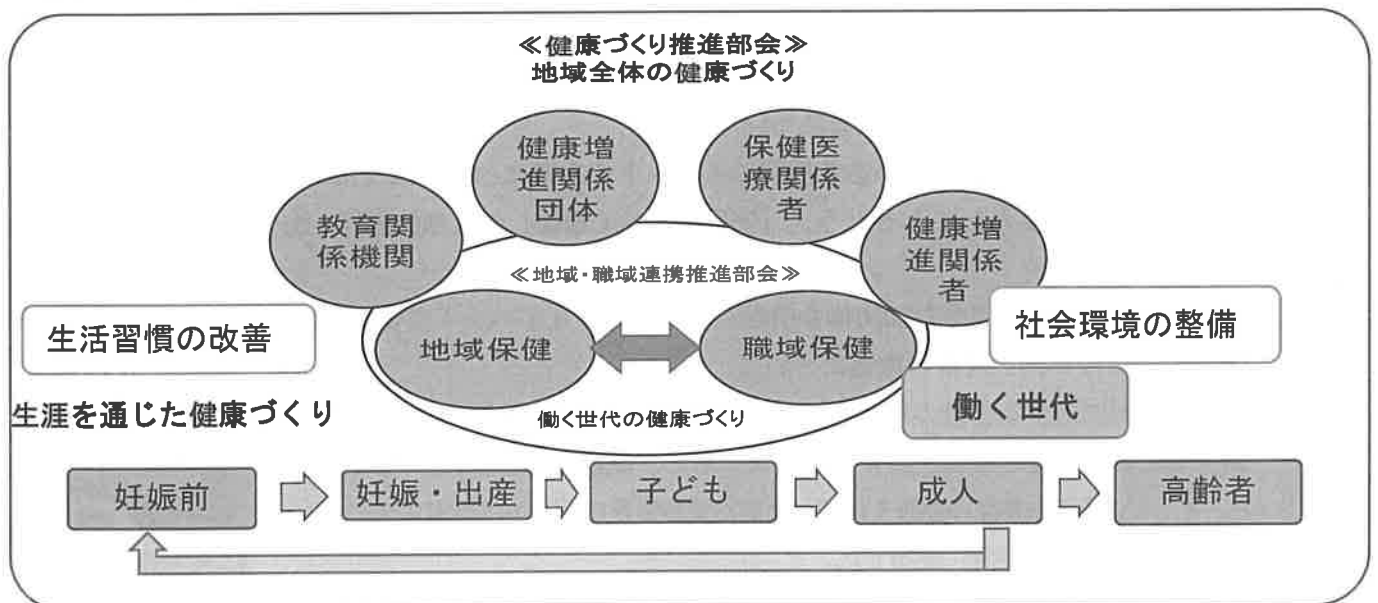 ≪健康づくり推進部会≫
地域全体の健康づくり
健康増
進関係
団体
保健医
療関係
者
教育関
係機関
健康増
進関係
者
≪地域・職域連携推進部会≫
生活習慣の改善
社会環境の整備
地域保健
職域保健
働く世代の健康づくり
働く世代
生涯を通じた健康づくり
妊娠前
妊娠・出産
子ども
成人
高齢者